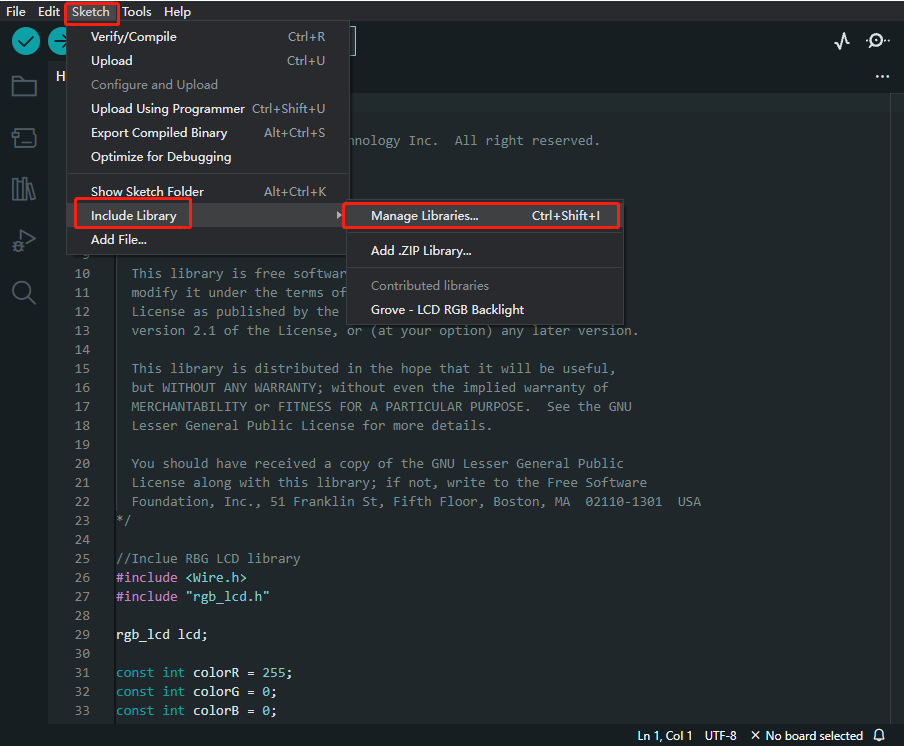 File Edit Sketch Tools Help
Verify/Compile Ctrl+R
Upload Ctrl+U
Configure and Upload
Upload Using Programmer Ctrl+Shift+U
Export Compiled Binary Alt+Ctrl+S
Optimize for Debugging
Show Sketch Folder Alt+Ctrl+K
Include Library
Add File...
Manage Libraries... Ctrl+Shift+I
Add .ZIP Library...
Contributed libraries
Grove - LCD RGB Backlight
H
Inc. All right reserved.
9
10 This library is free
11 modify it under the terms of
12 License as published by the
13 version 2.1 of the License, or (at your option) any later version.
14
15 This library is distributed in the hope that it will be useful,
16 but WITHOUT ANY WARRANTY; without even the implied warranty of
17 MERCHANTABILITY or FITNESS FOR A PARTICULAR PURPOSE. See the GNU
18 Lesser General Public License for more details.
19
20 You should have received a copy of the GNU Lesser General Public
21 License along with this library; if not, write to the Free Software
22 Foundation, Inc., 51 Franklin St, Fifth Floor, Boston, MA 02110-1301 USA
23 */
24
25 //Inclue RBG LCD library
26 #include <Wire.h>
27 #include "rgb_lcd.h"
28
29 rgb_lcd lcd;
30
31 const int colorR = 255;
32 const int colorG = 0;
33 const int colorB = 0;
Ln 1, Col 1 UTF-8 × No board selected